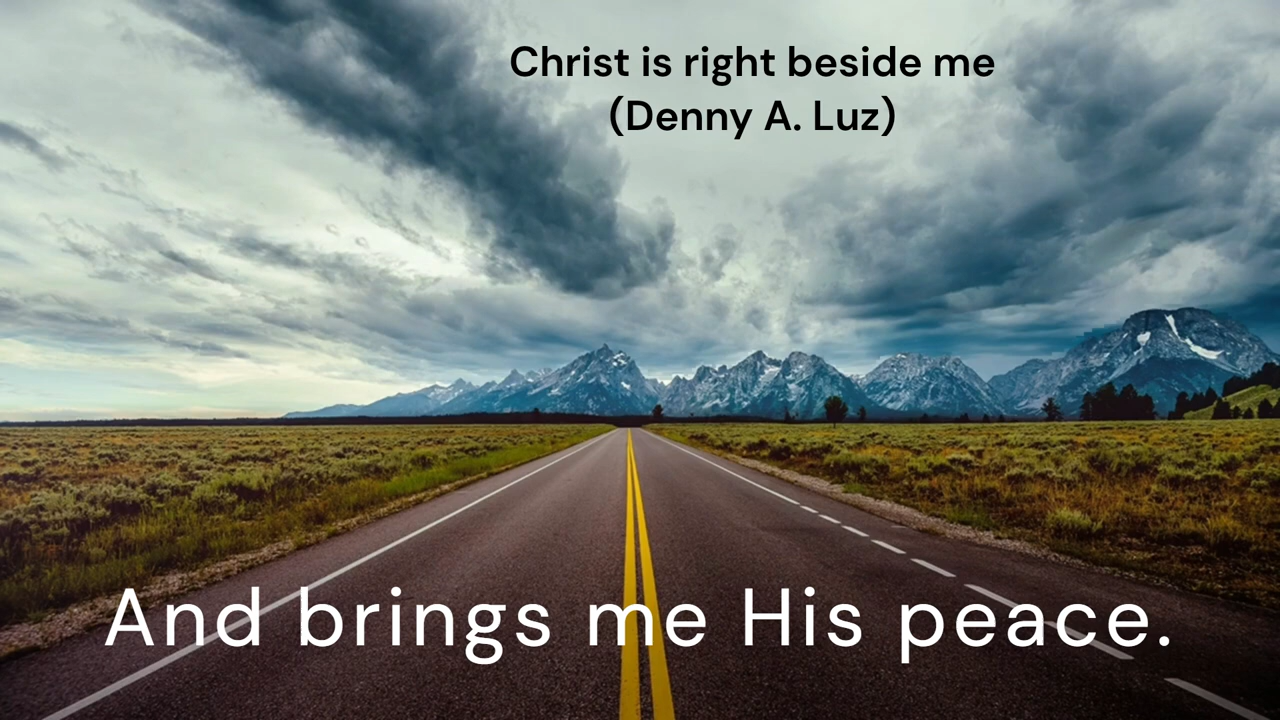 Christ is right beside me
(Denny A. Luz)
And brings me His peace.